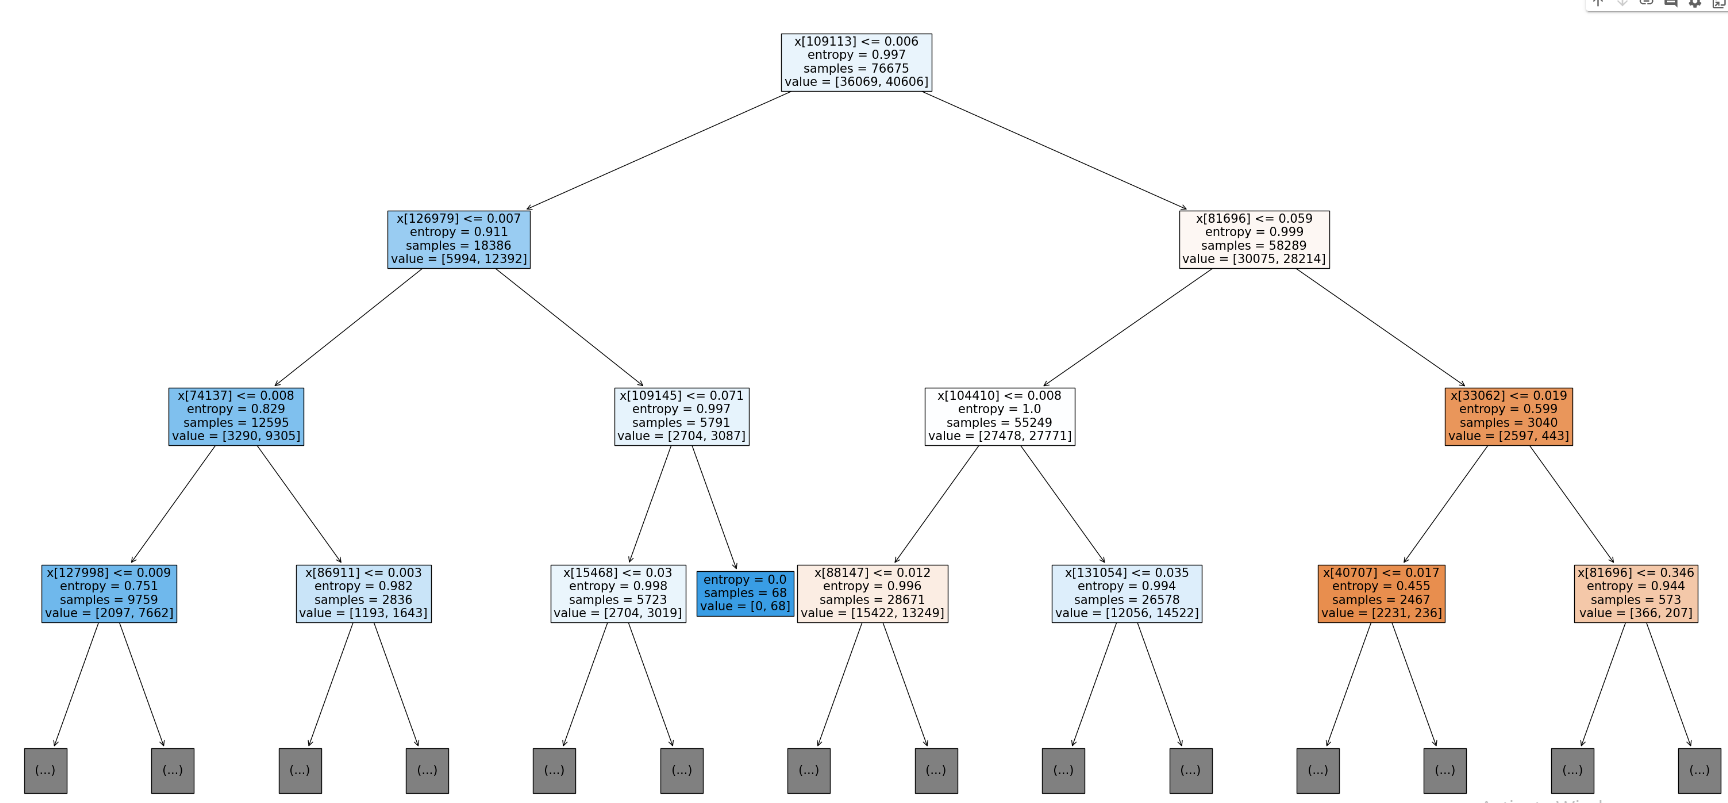 x[109113] <= 0.006
entropy = 0.997
samples = 76675
value = [36069, 40606]
x[126979] <= 0.007
entropy = 0.911
samples = 18386
value = [5994, 12392]
x[81696] <= 0.059
entropy = 0.999
samples = 58289
value = [30075, 28214]
x[74137] <= 0.008
entropy = 0.829
samples = 12595
value = [3290, 9305]
x[109145] <= 0.071
entropy = 0.997
samples = 5791
value = [2704, 3087]
x[104410] <= 0.008
entropy = 1.0
samples = 55249
value = [27478, 27771]
x[33062] <= 0.019
entropy = 0.599
samples = 3040
value = [2597, 443]
x[127998] <= 0.009
entropy = 0.751
samples = 9759
value = [2097, 7662]
x[86911] <= 0.003
entropy = 0.982
samples = 2836
value = [1193, 1643]
x[15468] <= 0.03
entropy = 0.998
samples = 5723
value = [2704, 3019]
entropy = 0.0
samples = 68
value = [0, 68]
x[88147] <= 0.012
entropy = 0.996
samples = 28671
value = [15422, 13249]
x[131054] <= 0.035
entropy = 0.994
samples = 26578
value = [12056, 14522]
x[40707] <= 0.017
entropy = 0.455
samples = 2467
value = [2231, 236]
x[81696] <= 0.346
entropy = 0.944
samples = 573
value = [366, 207]
(...)
(...)
(...)
(...)
(...)
(...)
(...)
(...)
(...)
(...)
(...)
(...)
(...)
(...)